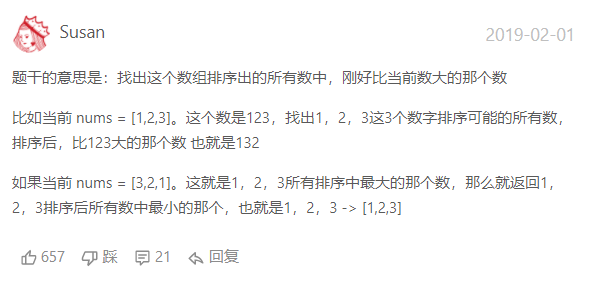 Susan
2019-02-01
题干的意思是：找出这个数组排序出的所有数中，刚好比当前数大的那个数
比如当前 nums = [1,2,3]。这个数是123，找出1，2，3这3个数字排序可能的所有数，
排序后，比123大的那个数 也就是132
如果当前 nums = [3,2,1]。这就是1，2，3所有排序中最大的那个数，那么就返回1，
2，3排序后所有数中最小的那个，也就是1，2，3 -> [1,2,3]
657 踩 21 回复